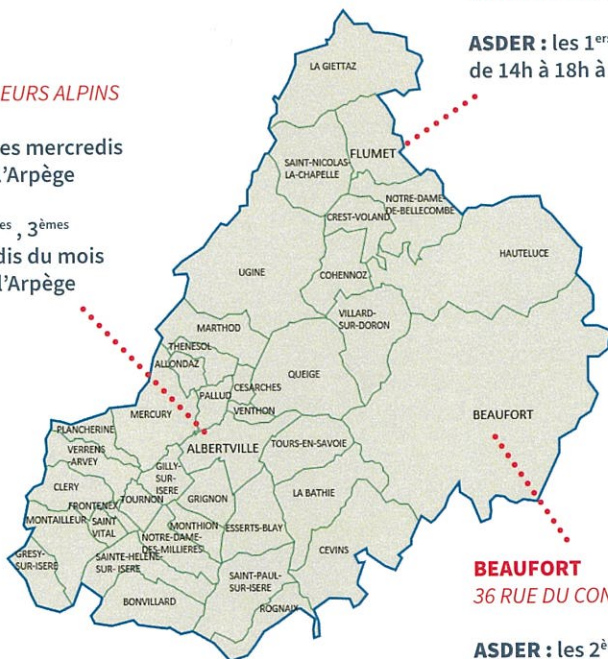 ASDER : les 1ers
de 14h à 18h à
EURS ALPINS
es mercredis
l'Arpège
es , 3èmes
dis du mois
l'Arpège
LA GIETTAZ
FLUMET
SAINT-NICOLAS-
LA-CHAPELLE
NOTRE-DAME-
DE-BELLECOMBE
CREST-VOLAND
HAUTELUCE
UGINE
COHENNOZ
VILLARD-
SUR-DORON
MARTHOD
THENESOL
ALLONDAZ
QUEIGE
CESARCHES
PALLUD
VENTHON
MERCURY
BEAUFORT
PLANCHERINE
ALBERTVILLE
TOURS-EN-SAVOIE
VERRENS
-ARVEY
GILLY-
SUR-
ISERE
CLERY
LA BATHIE
FRONTENEX
TOURNON
GRIGNON
MONTAILLEUR
SAINT
VITAL
MONTHION
ESSERTS-BLAY
NOTRE-DAME-
DES-MILLIERES
CEVINS
GRESY-
SUR-ISERE
SAINTE-HELENE-
SUR- ISERE
SAINT-PAUL-
SUR-ISERE
BONVILLARD
ROGNAIX
BEAUFORT
36 RUE DU CON
ASDER : les 2è